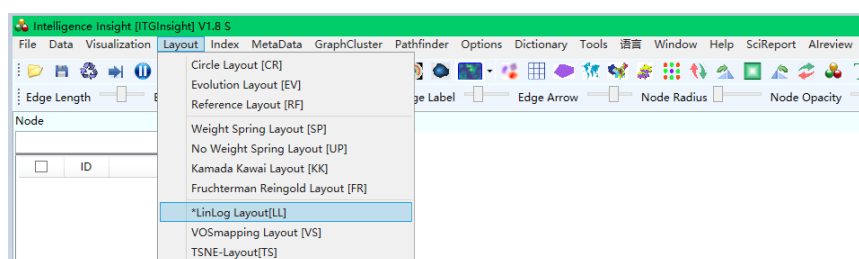 Intelligence Insight [ITGInsight] V1.8 S
File Data Visualization Layout Index MetaData GraphCluster Pathfinder Options Dictionary Tools 语言 Window Help SciReport AIreview
Edge Length
ge Label Edge Arrow Node Radius Node Opacity
Node
ID
Circle Layout [CR]
Evolution Layout [EV]
Reference Layout [RF]
Weight Spring Layout [SP]
No Weight Spring Layout [UP]
Kamada Kawai Layout [KK]
Fruchterman Reingold Layout [FR]
*LinLog Layout[LL]
VOSmapping Layout [VS]
TSNE-Layout[TS]